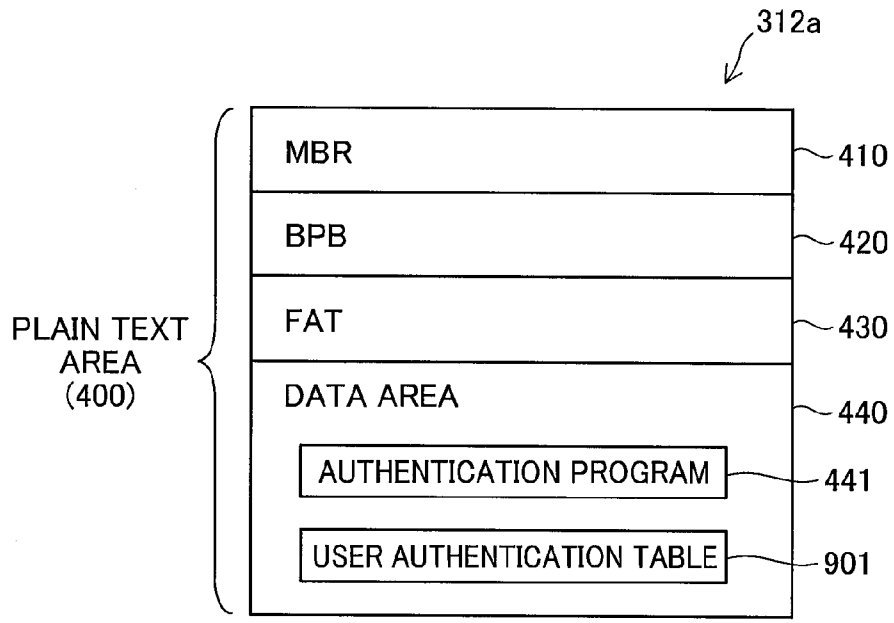 312a
MBR
410
BPB
420
FAT
430
PLAIN TEXT
AREA
(400)
DATA AREA
440
AUTHENTICATION PROGRAM
441
USER AUTHENTICATION TABLE
901